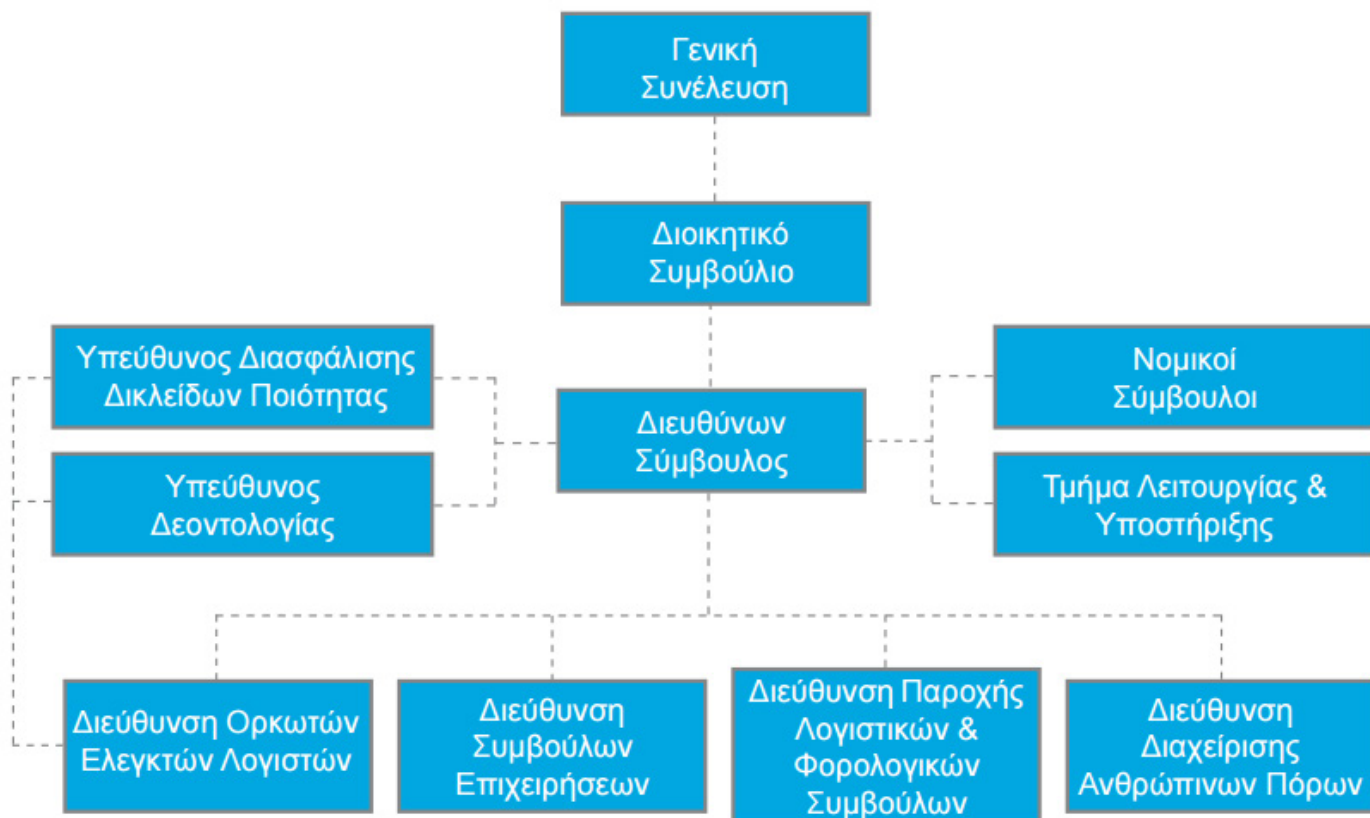 Γενική
Συνέλευση
Διοικητικό
Συμβούλιο
Υπεύθυνος Διασφάλισης
Δικλείδων Ποιότητας
Νομικοί
Σύμβουλοι
Διευθύνων
Σύμβουλος
Υπεύθυνος
Δεοντολογίας
Τμήμα Λειτουργίας &
Υποστήριξης
Διεύθυνση Ορκωτών
Ελεγκτών Λογιστών
Διεύθυνση
Συμβούλων
Επιχειρήσεων
Διεύθυνση Παροχής
Λογιστικών &
Φορολογικών
Συμβούλων
Διεύθυνση
Διαχείρισης
Ανθρώπινων Πόρων